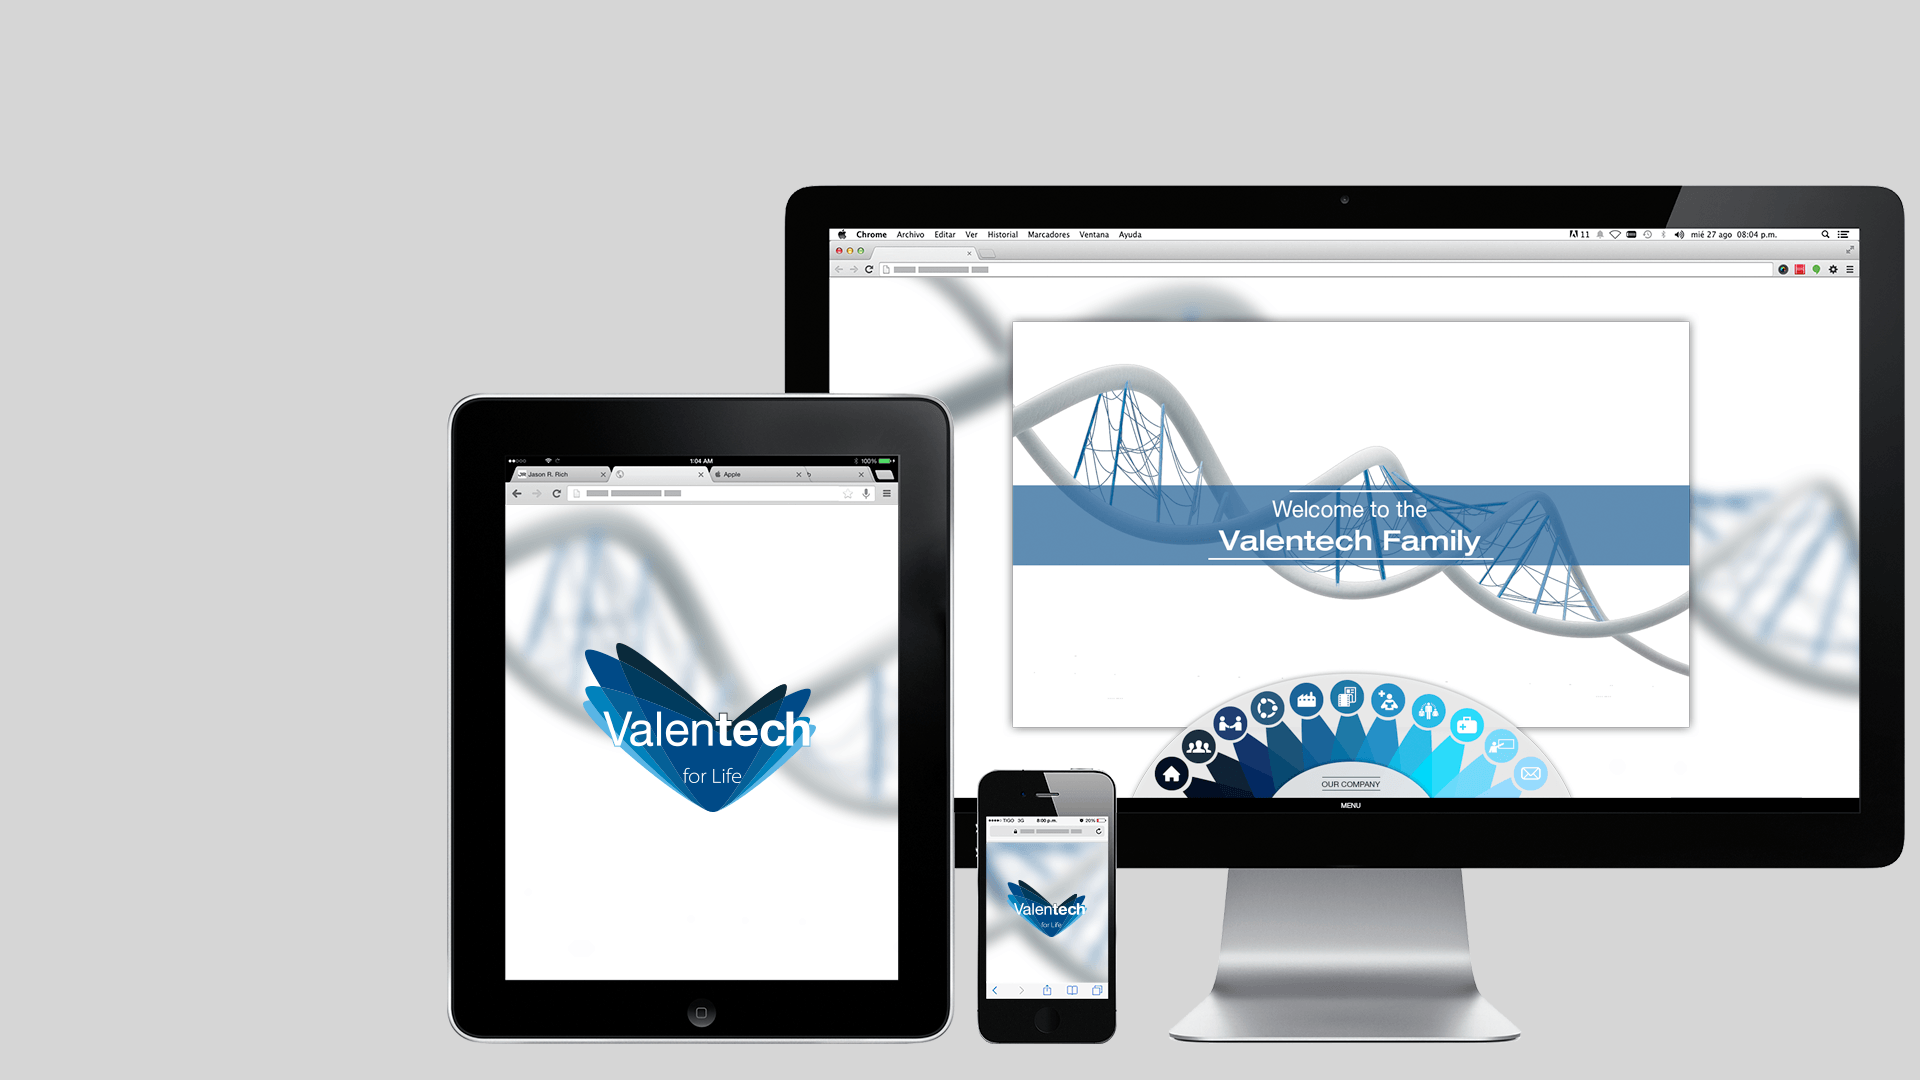 Chrome Archivo Editar Ver Historial Marcadores Ventana Ayuda
11 mié 27 ago 08:04 p.m.
Welcome to the
Valentech Family
OUR COMPANY
MENU
1:04 AM 100%
JR Jason R. Rich Apple
Valentech
for Life
TIGO 3G 8:00 p.m. 20%
Valentech
for Life